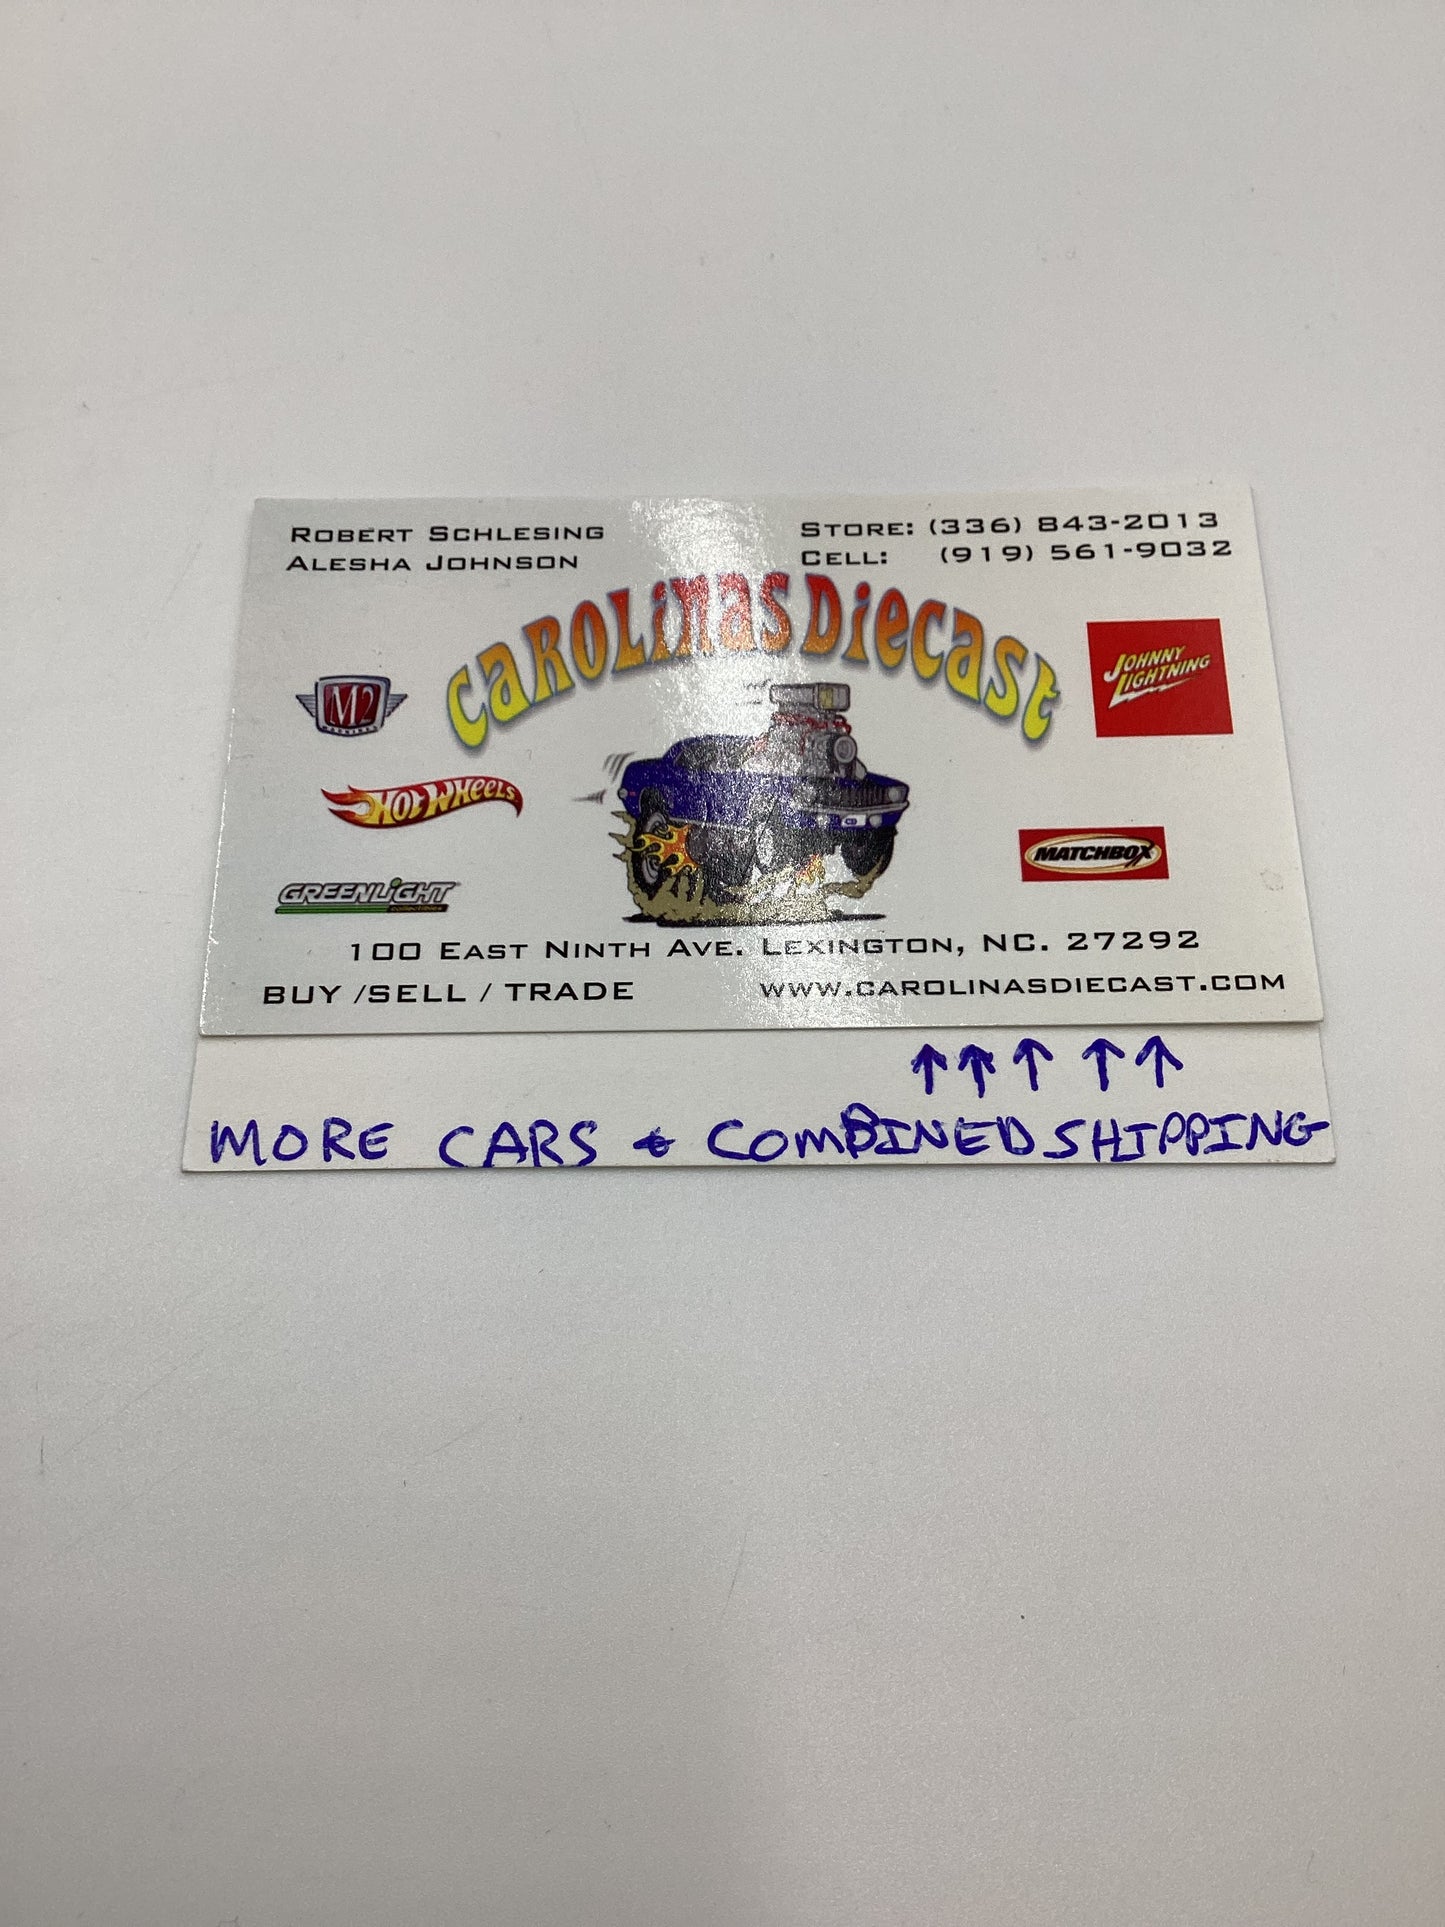 Robert Schlesing
Alesha Johnson
Store: (336) 843-2013
Cell: (919) 561-9032
Carolinas Diecast
M2
MACHINES
Johnny Lightning
Hot Wheels
Matchbox
GreenLight
collectibles
100 East Ninth Ave. Lexington, NC. 27292
BUY /SELL / TRADE
www.carolinasdiecast.com
↑↑↑↑↑
MORE CARS & COMBINED SHIPPING